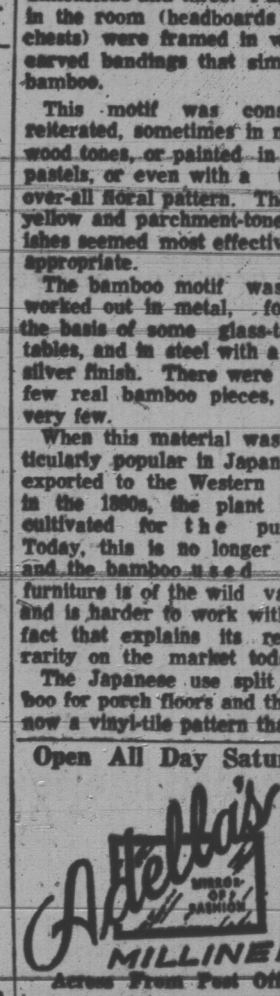 in the room (headboards
chests) were framed in
carved bandings that sim
bamboo.
This motif was cons
reiterated, sometimes in n
wood tones, or painted in
pastels, or even with a
over-all floral pattern. Th
yellow and parchment-tone
ishes seemed most effectiv
appropriate.
The bamboo motif was
worked out in metal, fo
the basis of some glass-t
tables, and in steel with a
silver finish. There were
few real bamboo pieces,
very few.
When this material was
ticularly popular in Japan
exported to the Western
in the 1860s, the plant
cultivated for the pu
Today, this is no longer
and the bamboo used
furniture is of the wild va
and is harder to work with
fact that explains its re
rarity on the market tod
The Japanese use split
boo for porch floors and th
now a vinyl-tile pattern tha
Open All Day Satur
Adella's
MIRROR
OF
FASHION
MILLINE
Across From Post Of